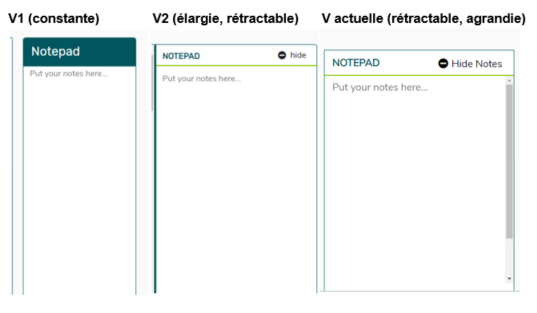 V1 (constante)
V2 (élargie, rétractable)
V actuelle (rétractable, agrandie)
Notepad
Put your notes here...
NOTEPAD
hide
Put your notes here...
NOTEPAD
Hide Notes
Put your notes here...